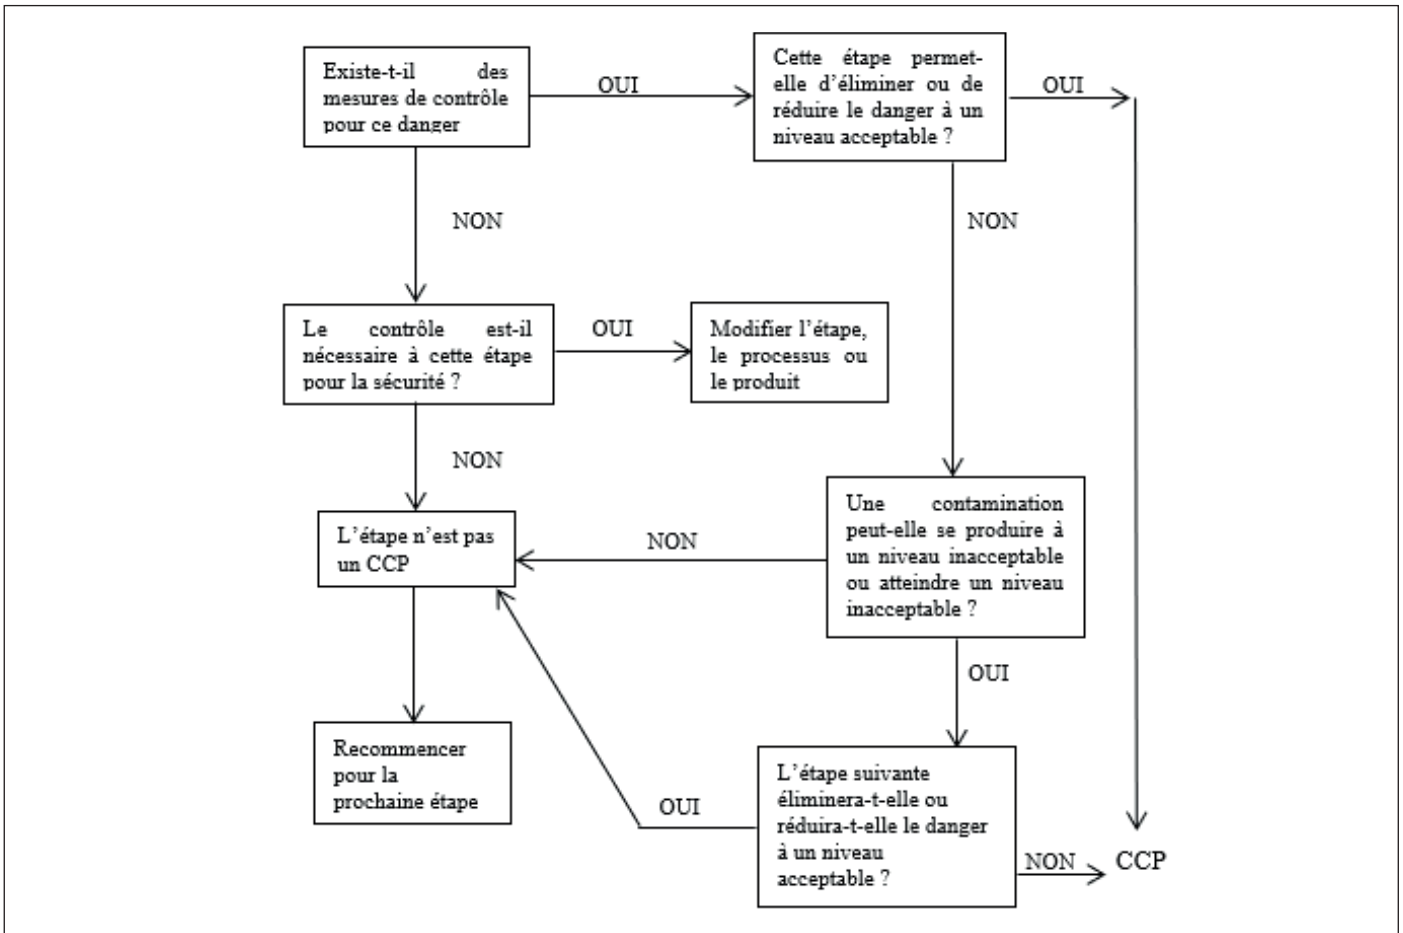 Existe-t-il des
mesures de contrôle
pour ce danger
OUI
Cette étape permet-
elle d’éliminer ou de
réduire le danger à un
niveau acceptable ?
OUI
NON
NON
Le contrôle est-il
nécessaire à cette étape
pour la sécurité ?
OUI
Modifier l’étape,
le processus ou
le produit
NON
L’étape n’est pas
un CCP
NON
Une contamination
peut-elle se produire à
un niveau inacceptable
ou atteindre un niveau
inacceptable ?
OUI
Recommencer
pour la
prochaine étape
OUI
L’étape suivante
éliminera-t-elle ou
réduira-t-elle le danger
à un niveau
acceptable ?
NON
CCP